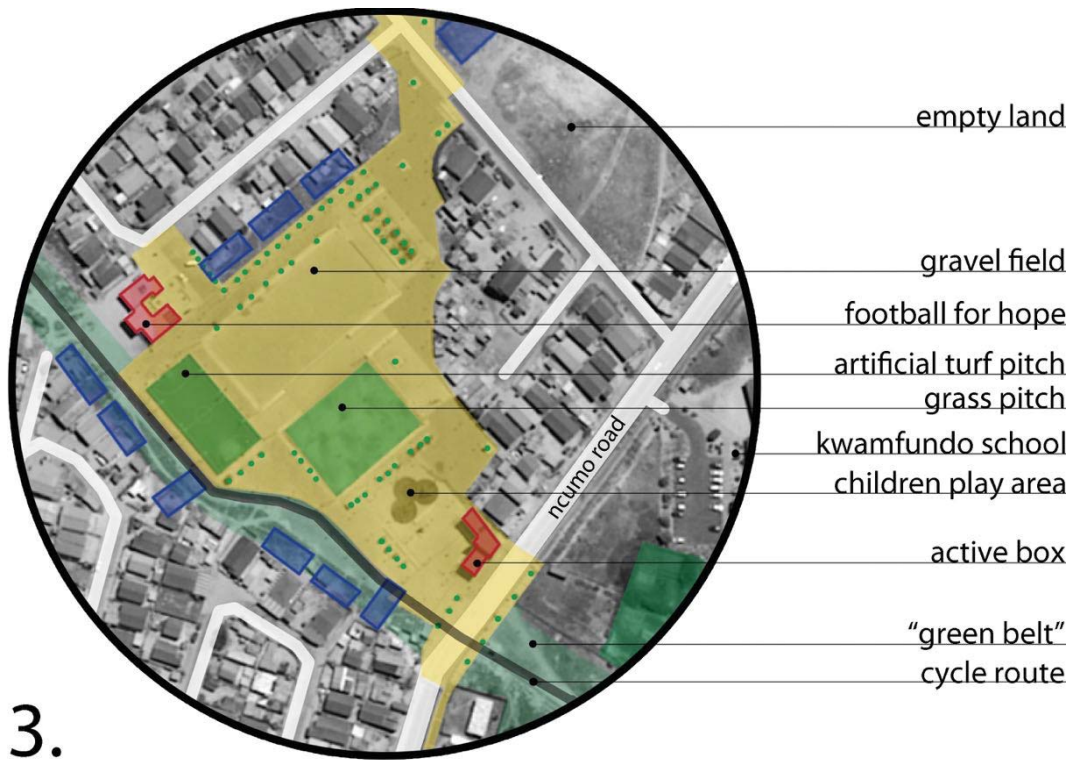 empty land
gravel field
football for hope
artificial turf pitch
grass pitch
kwamfundo school
children play area
active box
"green belt"
cycle route
ncumo road
3.